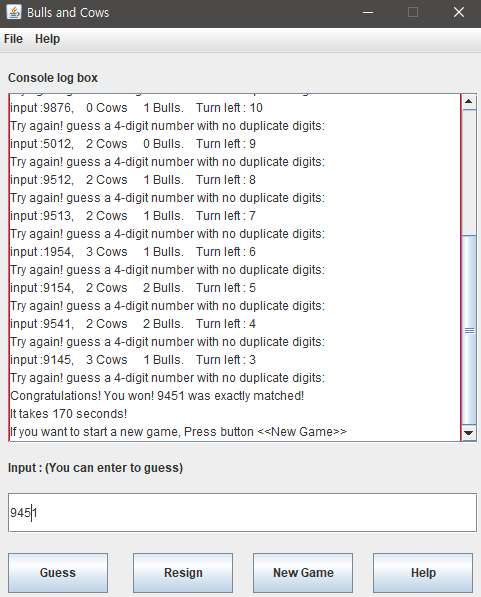 Bulls and Cows
File Help
Console log box
input :9876, 0 Cows 1 Bulls. Turn left : 10
Try again! guess a 4-digit number with no duplicate digits:
input :5012, 2 Cows 0 Bulls. Turn left : 9
Try again! guess a 4-digit number with no duplicate digits:
input :9512, 2 Cows 1 Bulls. Turn left : 8
Try again! guess a 4-digit number with no duplicate digits:
input :9513, 2 Cows 1 Bulls. Turn left : 7
Try again! guess a 4-digit number with no duplicate digits:
input :1954, 3 Cows 1 Bulls. Turn left : 6
Try again! guess a 4-digit number with no duplicate digits:
input :9154, 2 Cows 2 Bulls. Turn left : 5
Try again! guess a 4-digit number with no duplicate digits:
input :9541, 2 Cows 2 Bulls. Turn left : 4
Try again! guess a 4-digit number with no duplicate digits:
input :9145, 3 Cows 1 Bulls. Turn left : 3
Try again! guess a 4-digit number with no duplicate digits:
Congratulations! You won! 9451 was exactly matched!
It takes 170 seconds!
If you want to start a new game, Press button <<New Game>>
Input : (You can enter to guess)
9451
Guess Resign New Game Help